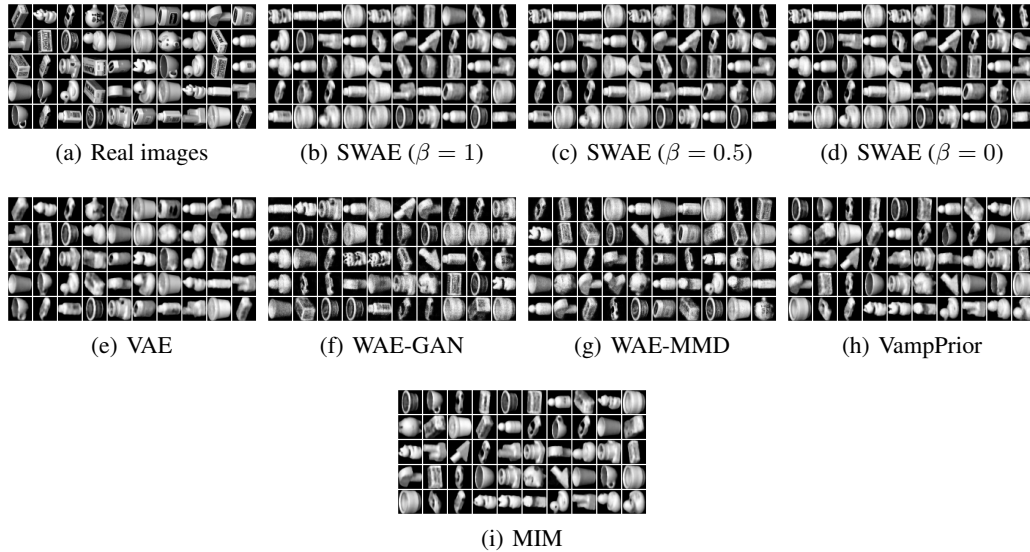 (a) Real images
(b) SWAE (β = 1)
(c) SWAE (β = 0.5)
(d) SWAE (β = 0)
(e) VAE
(f) WAE-GAN
(g) WAE-MMD
(h) VampPrior
(i) MIM